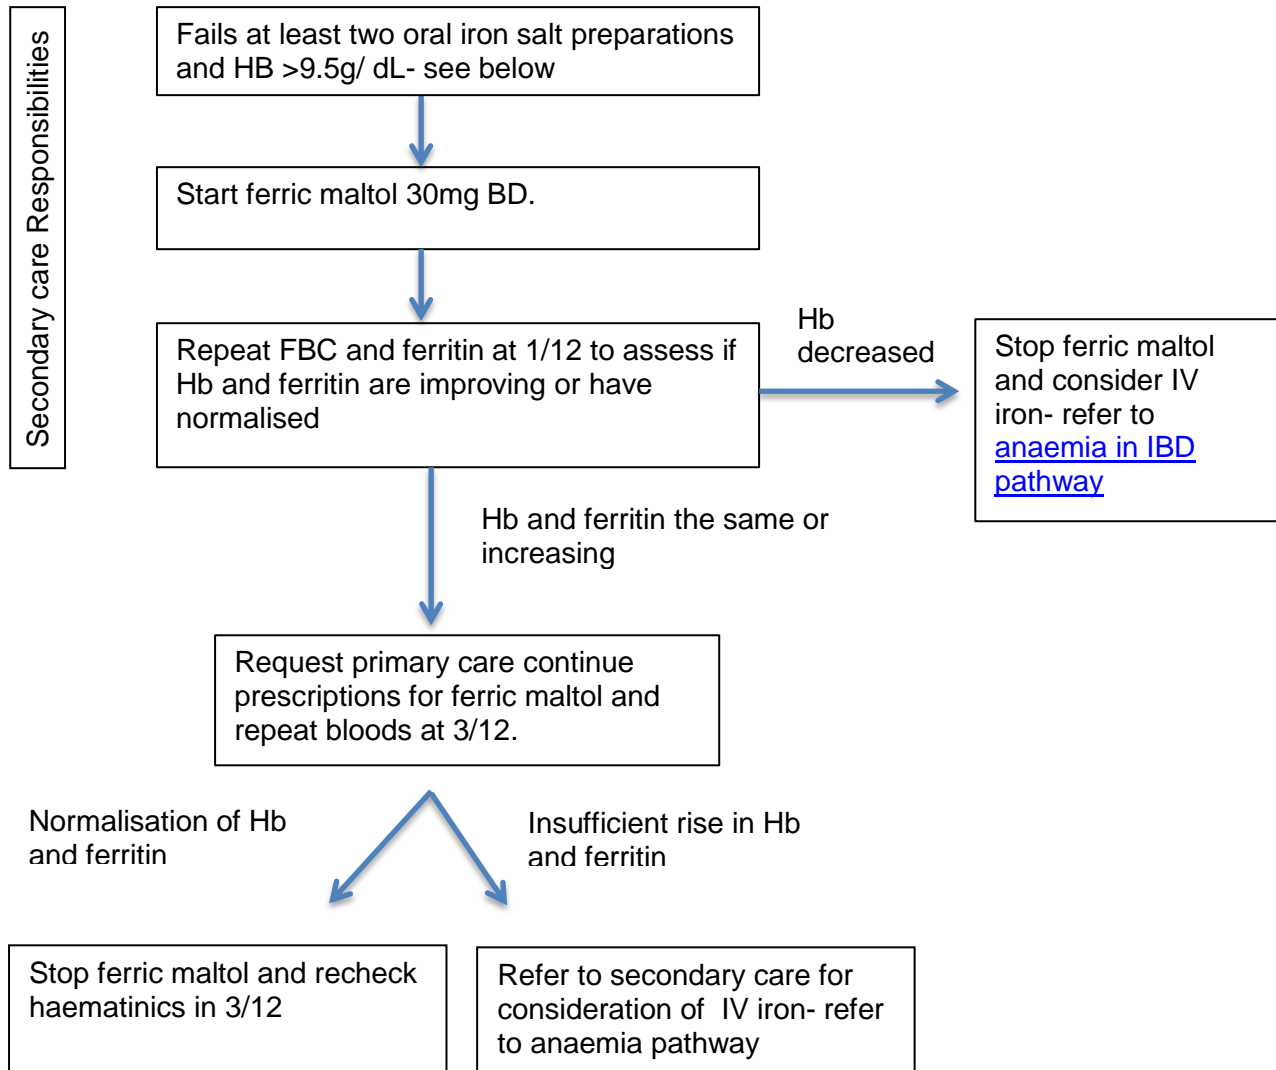 Secondary care Responsibilities
Fails at least two oral iron salt preparations
and HB >9.5g/ dL- see below
Start ferric maltol 30mg BD.
Repeat FBC and ferritin at 1/12 to assess if
Hb and ferritin are improving or have
normalised
Hb
decreased
Stop ferric maltol
and consider IV
iron- refer to
anaemia in IBD
pathway
Hb and ferritin the same or
increasing
Request primary care continue
prescriptions for ferric maltol and
repeat bloods at 3/12.
Normalisation of Hb
and ferritin
Insufficient rise in Hb
and ferritin
Stop ferric maltol and recheck
haematinics in 3/12
Refer to secondary care for
consideration of  IV iron- refer
to anaemia pathway